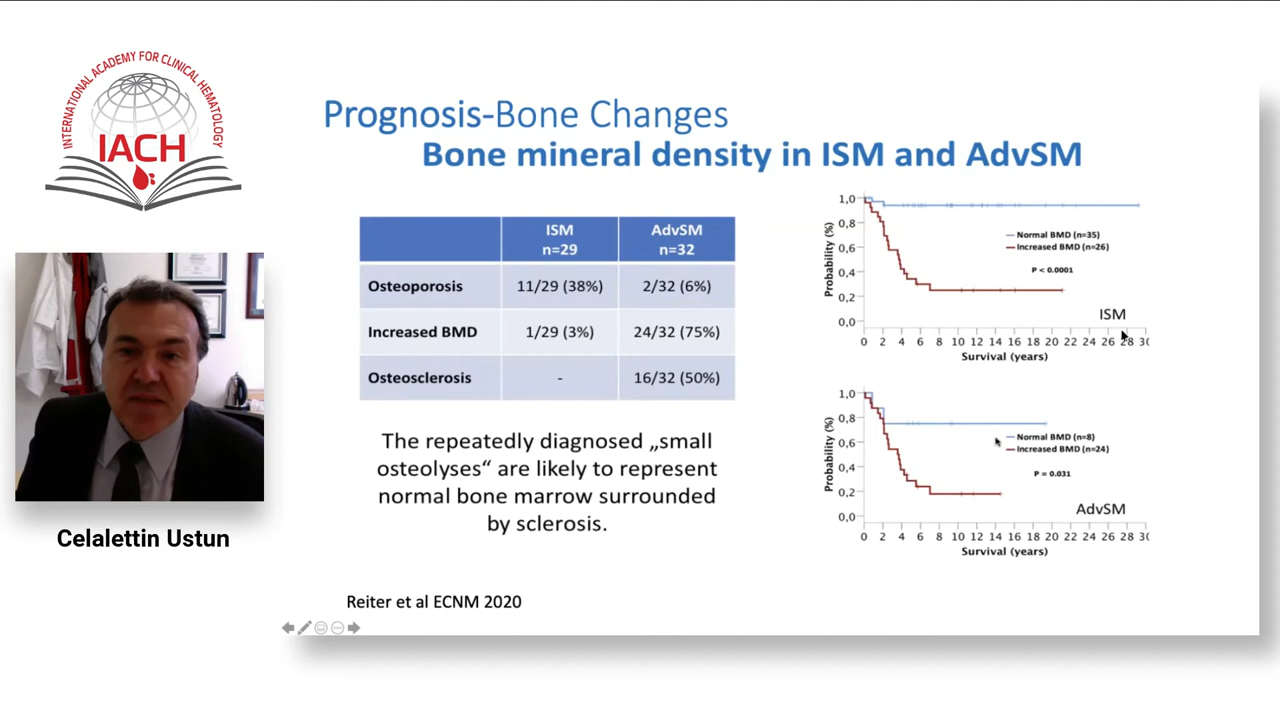 INTERNATIONAL ACADEMY FOR CLINICAL HEMATOLOGY
IACH
Celalettin Ustun
Prognosis-Bone Changes
Bone mineral density in ISM and AdvSM
ISM n=29 AdvSM n=32
Osteoporosis 11/29 (38%) 2/32 (6%)
Increased BMD 1/29 (3%) 24/32 (75%)
Osteosclerosis - 16/32 (50%)
The repeatedly diagnosed „small
osteolyses“ are likely to represent
normal bone marrow surrounded
by sclerosis.
Reiter et al ECNM 2020
Probability (%)
1,0
0,8
0,6
0,4
0,2
0,0
Normal BMD (n=35)
Increased BMD (n=26)
P < 0.0001
ISM
0 2 4 6 8 10 12 14 16 18 20 22 24 26 28 30
Survival (years)
Probability (%)
1,0
0,8
0,6
0,4
0,2
0,0
Normal BMD (n=8)
Increased BMD (n=24)
P = 0.031
AdvSM
0 2 4 6 8 10 12 14 16 18 20 22 24 26 28 30
Survival (years)